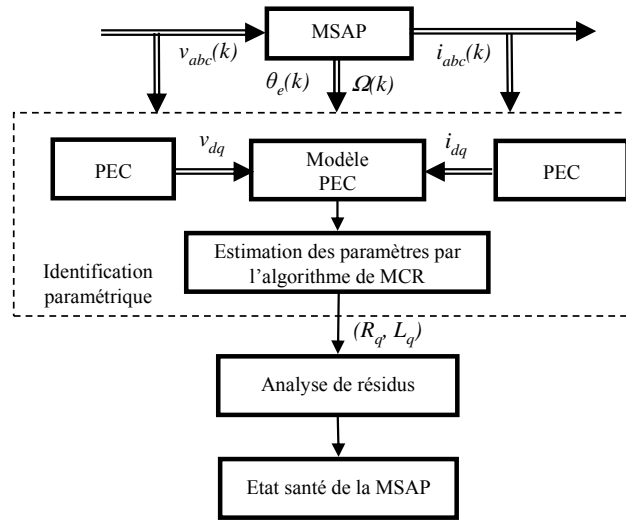 MSAP
v_abc(k)
i_abc(k)
θ_e(k)
Ω(k)
PEC
v_dq
Modèle
PEC
i_dq
PEC
Estimation des paramètres par
l'algorithme de MCR
Identification
paramétrique
(R_q, L_q)
Analyse de résidus
Etat santé de la MSAP